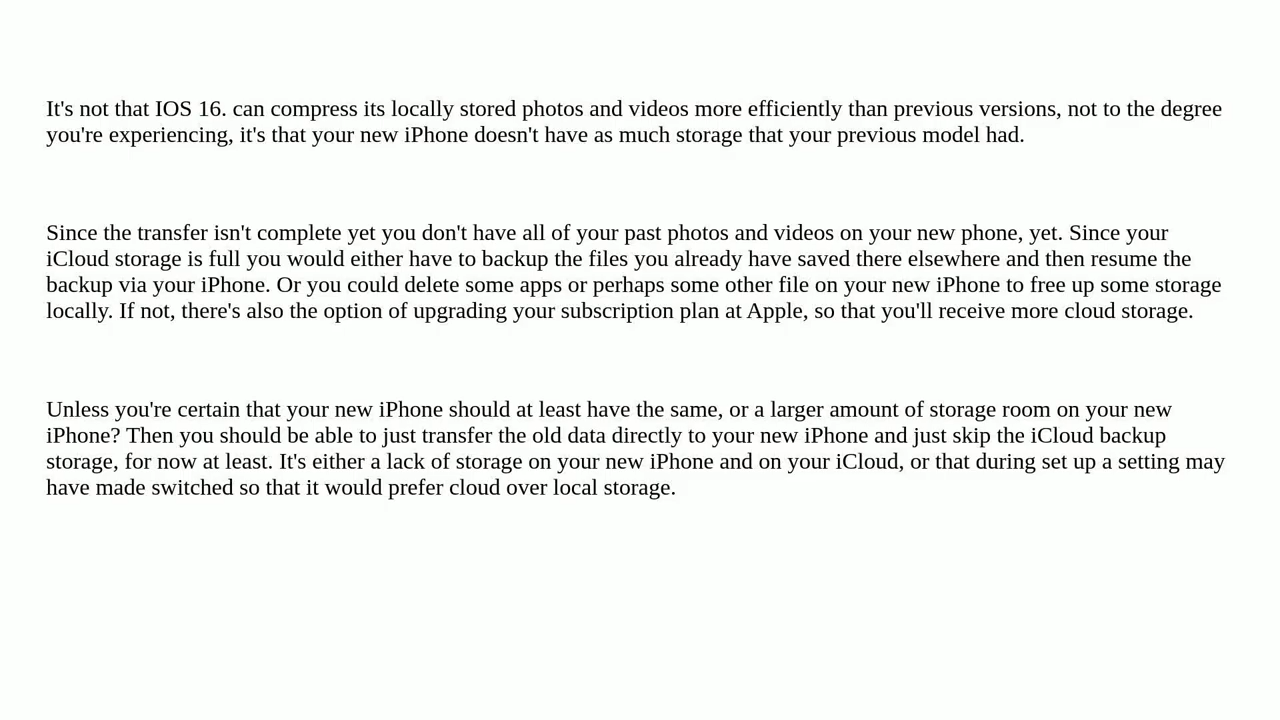 It's not that IOS 16. can compress its locally stored photos and videos more efficiently than previous versions, not to the degree
you're experiencing, it's that your new iPhone doesn't have as much storage that your previous model had.
Since the transfer isn't complete yet you don't have all of your past photos and videos on your new phone, yet. Since your
iCloud storage is full you would either have to backup the files you already have saved there elsewhere and then resume the
backup via your iPhone. Or you could delete some apps or perhaps some other file on your new iPhone to free up some storage
locally. If not, there's also the option of upgrading your subscription plan at Apple, so that you'll receive more cloud storage.
Unless you're certain that your new iPhone should at least have the same, or a larger amount of storage room on your new
iPhone? Then you should be able to just transfer the old data directly to your new iPhone and just skip the iCloud backup
storage, for now at least. It's either a lack of storage on your new iPhone and on your iCloud, or that during set up a setting may
have made switched so that it would prefer cloud over local storage.